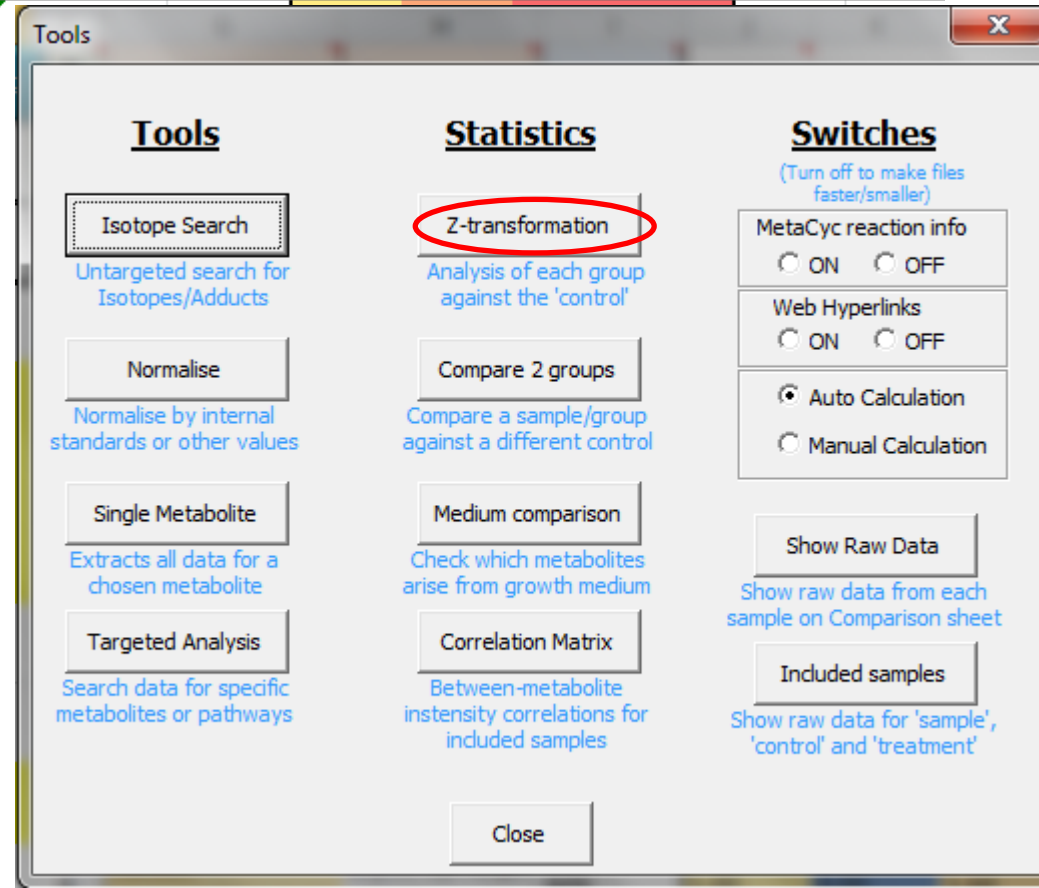 Tools
Tools
Isotope Search
Untargeted search for
Isotopes/Adducts
Normalise
Normalise by internal
standards or other values
Single Metabolite
Extracts all data for a
chosen metabolite
Targeted Analysis
Search data for specific
metabolites or pathways
Statistics
Z-transformation
Analysis of each group
against the 'control'
Compare 2 groups
Compare a sample/group
against a different control
Medium comparison
Check which metabolites
arise from growth medium
Correlation Matrix
Between-metabolite
instensity correlations for
included samples
Switches
(Turn off to make files
faster/smaller)
MetaCyc reaction info
ON OFF
Web Hyperlinks
ON OFF
Auto Calculation
Manual Calculation
Show Raw Data
Show raw data from each
sample on Comparison sheet
Included samples
Show raw data for 'sample',
'control' and 'treatment'
Close